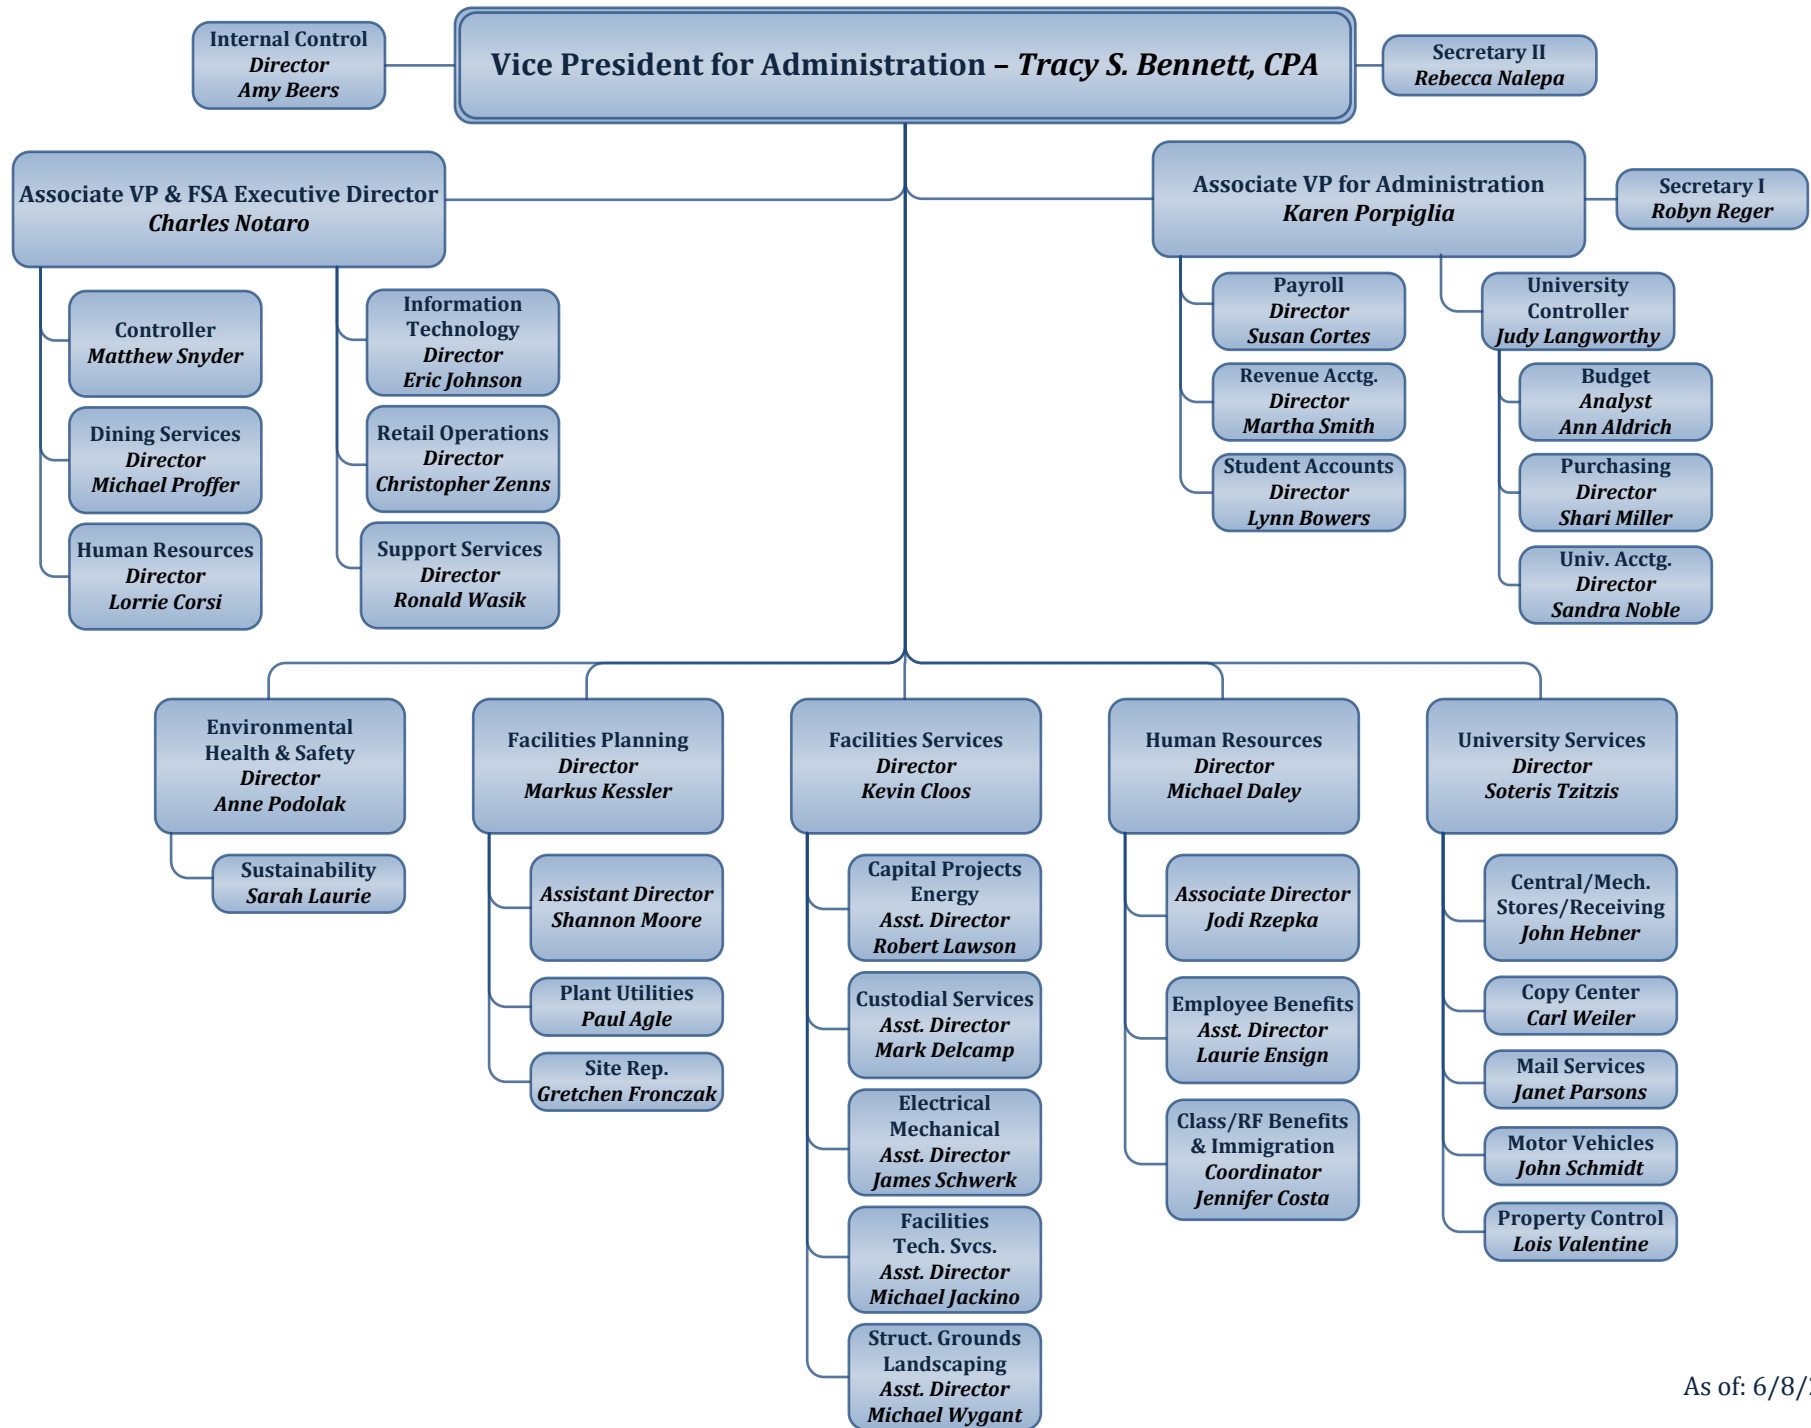 Internal Control
Director
Amy Beers
Vice President for Administration – Tracy S. Bennett, CPA
Secretary II
Rebecca Nalepa
Associate VP & FSA Executive Director
Charles Notaro
Associate VP for Administration
Karen Porpiglia
Secretary I
Robyn Reger
Controller
Matthew Snyder
Dining Services
Director
Michael Proffer
Human Resources
Director
Lorrie Corsi
Information
Technology
Director
Eric Johnson
Retail Operations
Director
Christopher Zenns
Support Services
Director
Ronald Wasik
Payroll
Director
Susan Cortes
Revenue Acctg.
Director
Martha Smith
Student Accounts
Director
Lynn Bowers
University
Controller
Judy Langworthy
Budget
Analyst
Ann Aldrich
Purchasing
Director
Shari Miller
Univ. Acctg.
Director
Sandra Noble
Environmental
Health & Safety
Director
Anne Podolak
Sustainability
Sarah Laurie
Facilities Planning
Director
Markus Kessler
Assistant Director
Shannon Moore
Plant Utilities
Paul Agle
Site Rep.
Gretchen Fronczak
Facilities Services
Director
Kevin Cloos
Capital Projects
Energy
Asst. Director
Robert Lawson
Custodial Services
Asst. Director
Mark Delcamp
Electrical
Mechanical
Asst. Director
James Schwerk
Facilities
Tech. Svcs.
Asst. Director
Michael Jackino
Struct. Grounds
Landscaping
Asst. Director
Michael Wygant
Human Resources
Director
Michael Daley
Associate Director
Jodi Rzepka
Employee Benefits
Asst. Director
Laurie Ensign
Class/RF Benefits
& Immigration
Coordinator
Jennifer Costa
University Services
Director
Soteris Tzitzis
Central/Mech.
Stores/Receiving
John Hebner
Copy Center
Carl Weiler
Mail Services
Janet Parsons
Motor Vehicles
John Schmidt
Property Control
Lois Valentine
As of: 6/8/